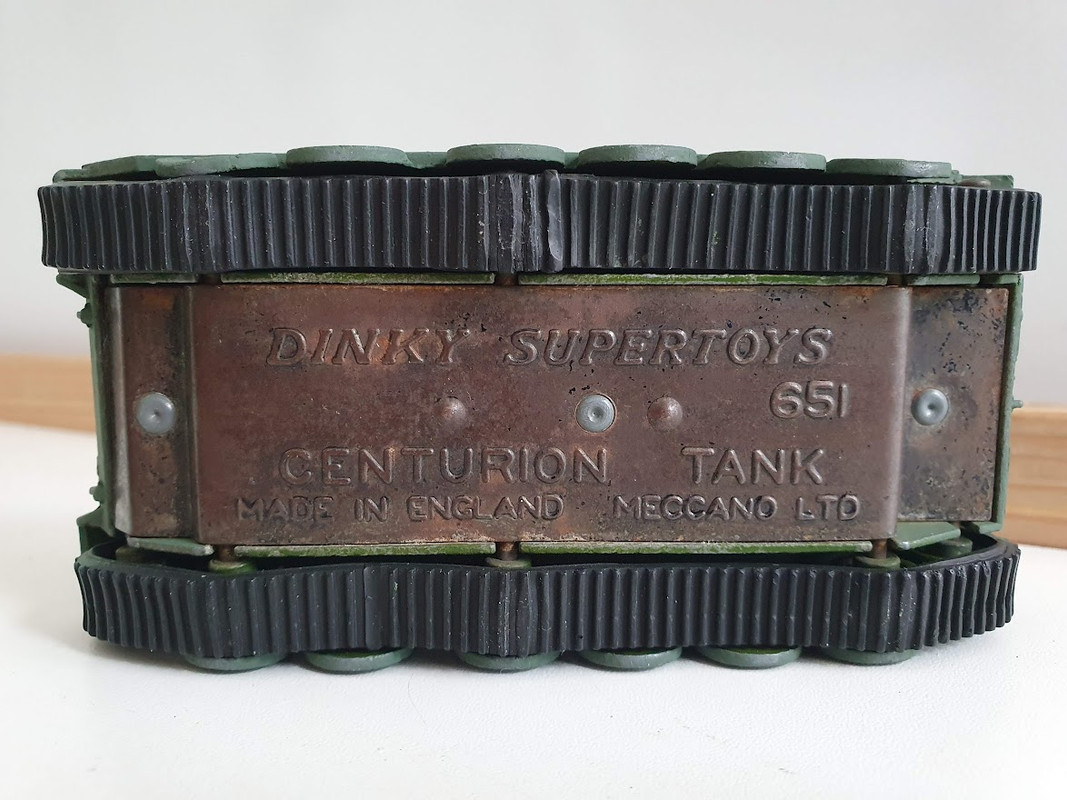 DINKY SUPERTOYS
651
CENTURION TANK
MADE IN ENGLAND MECCANO LTD